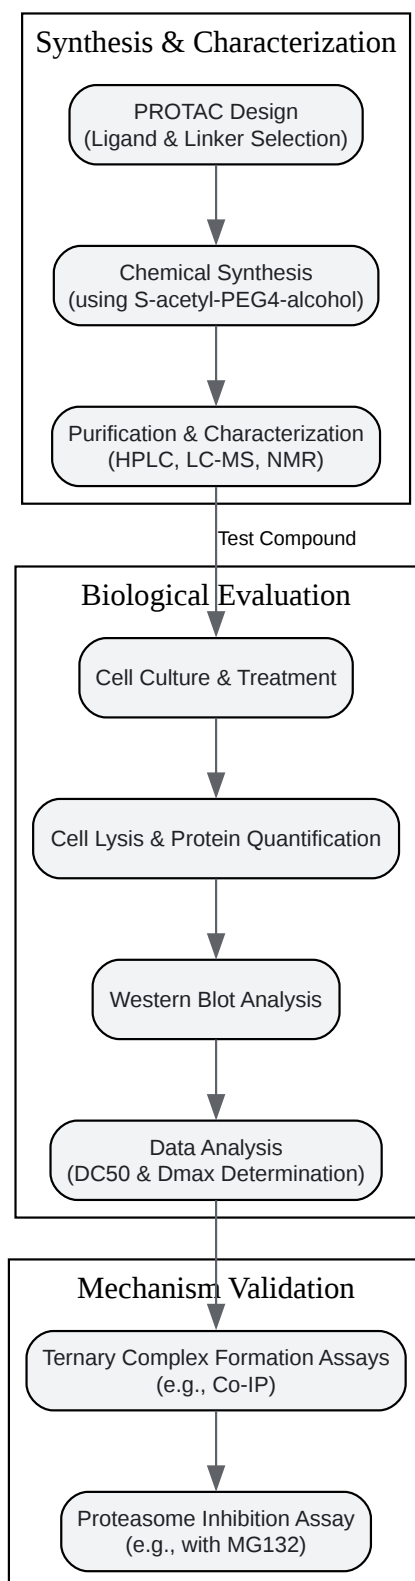 Synthesis & Characterization
PROTAC Design
(Ligand & Linker Selection)
Chemical Synthesis
(using S-acetyl-PEG4-alcohol)
Purification & Characterization
(HPLC, LC-MS, NMR)
Test Compound
Biological Evaluation
Cell Culture & Treatment
Cell Lysis & Protein Quantification
Western Blot Analysis
Data Analysis
(DC50 & Dmax Determination)
Mechanism Validation
Ternary Complex Formation Assays
(e.g., Co-IP)
Proteasome Inhibition Assay
(e.g., with MG132)